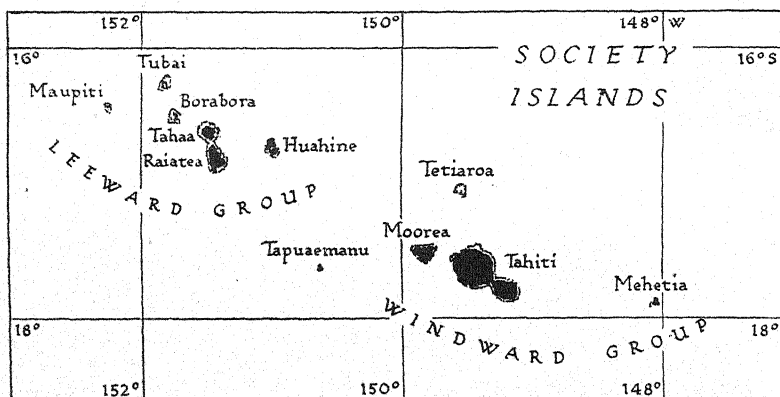 152° 150° 148° W
16° 16° S
SOCIETY
ISLANDS
Tubai
Maupiti
Borabora
Tahaa
Raiatea
Huahine
LEEWARD GROUP
Tetiaroa
Moorea
Tapuaemanu
Tahiti
Mehetia
WINDWARD GROUP
18° 18°
152° 150° 148°